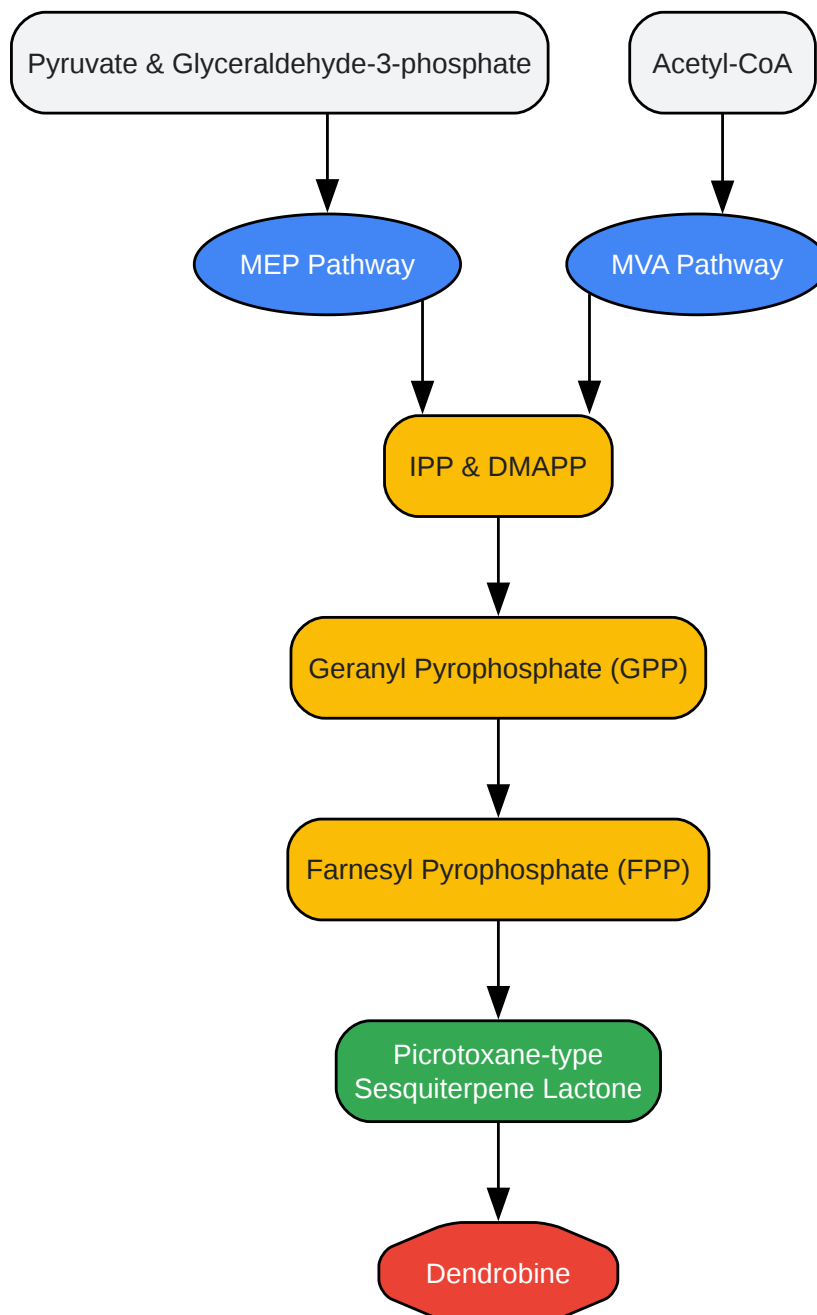 Pyruvate & Glyceraldehyde-3-phosphate
Acetyl-CoA
MEP Pathway
MVA Pathway
IPP & DMAPP
Geranyl Pyrophosphate (GPP)
Farnesyl Pyrophosphate (FPP)
Picrotoxane-type
Sesquiterpene Lactone
Dendrobine